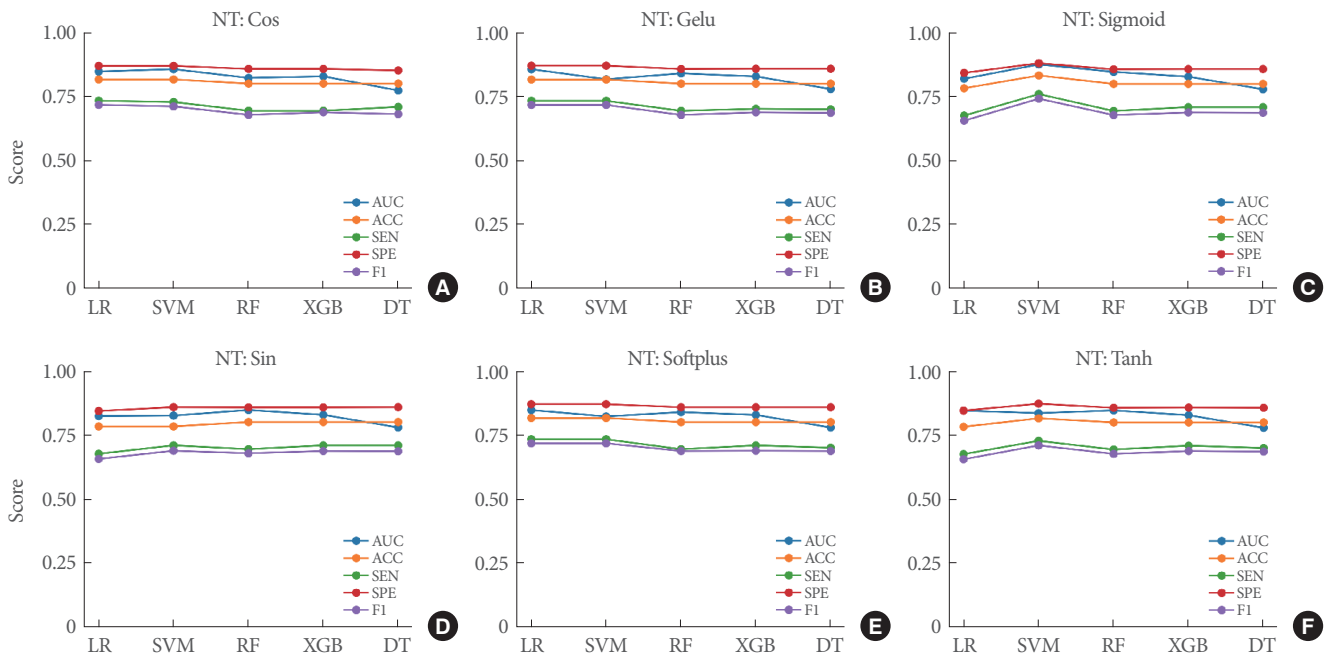 NT: Cos
1.00
0.75
0.50
0.25
0
Score
AUC
ACC
SEN
SPE
F1
LR SVM RF XGB DT
A
NT: Gelu
1.00
0.75
0.50
0.25
0
AUC
ACC
SEN
SPE
F1
LR SVM RF XGB DT
B
NT: Sigmoid
1.00
0.75
0.50
0.25
0
AUC
ACC
SEN
SPE
F1
LR SVM RF XGB DT
C
NT: Sin
1.00
0.75
0.50
0.25
0
Score
AUC
ACC
SEN
SPE
F1
LR SVM RF XGB DT
D
NT: Softplus
1.00
0.75
0.50
0.25
0
AUC
ACC
SEN
SPE
F1
LR SVM RF XGB DT
E
NT: Tanh
1.00
0.75
0.50
0.25
0
AUC
ACC
SEN
SPE
F1
LR SVM RF XGB DT
F